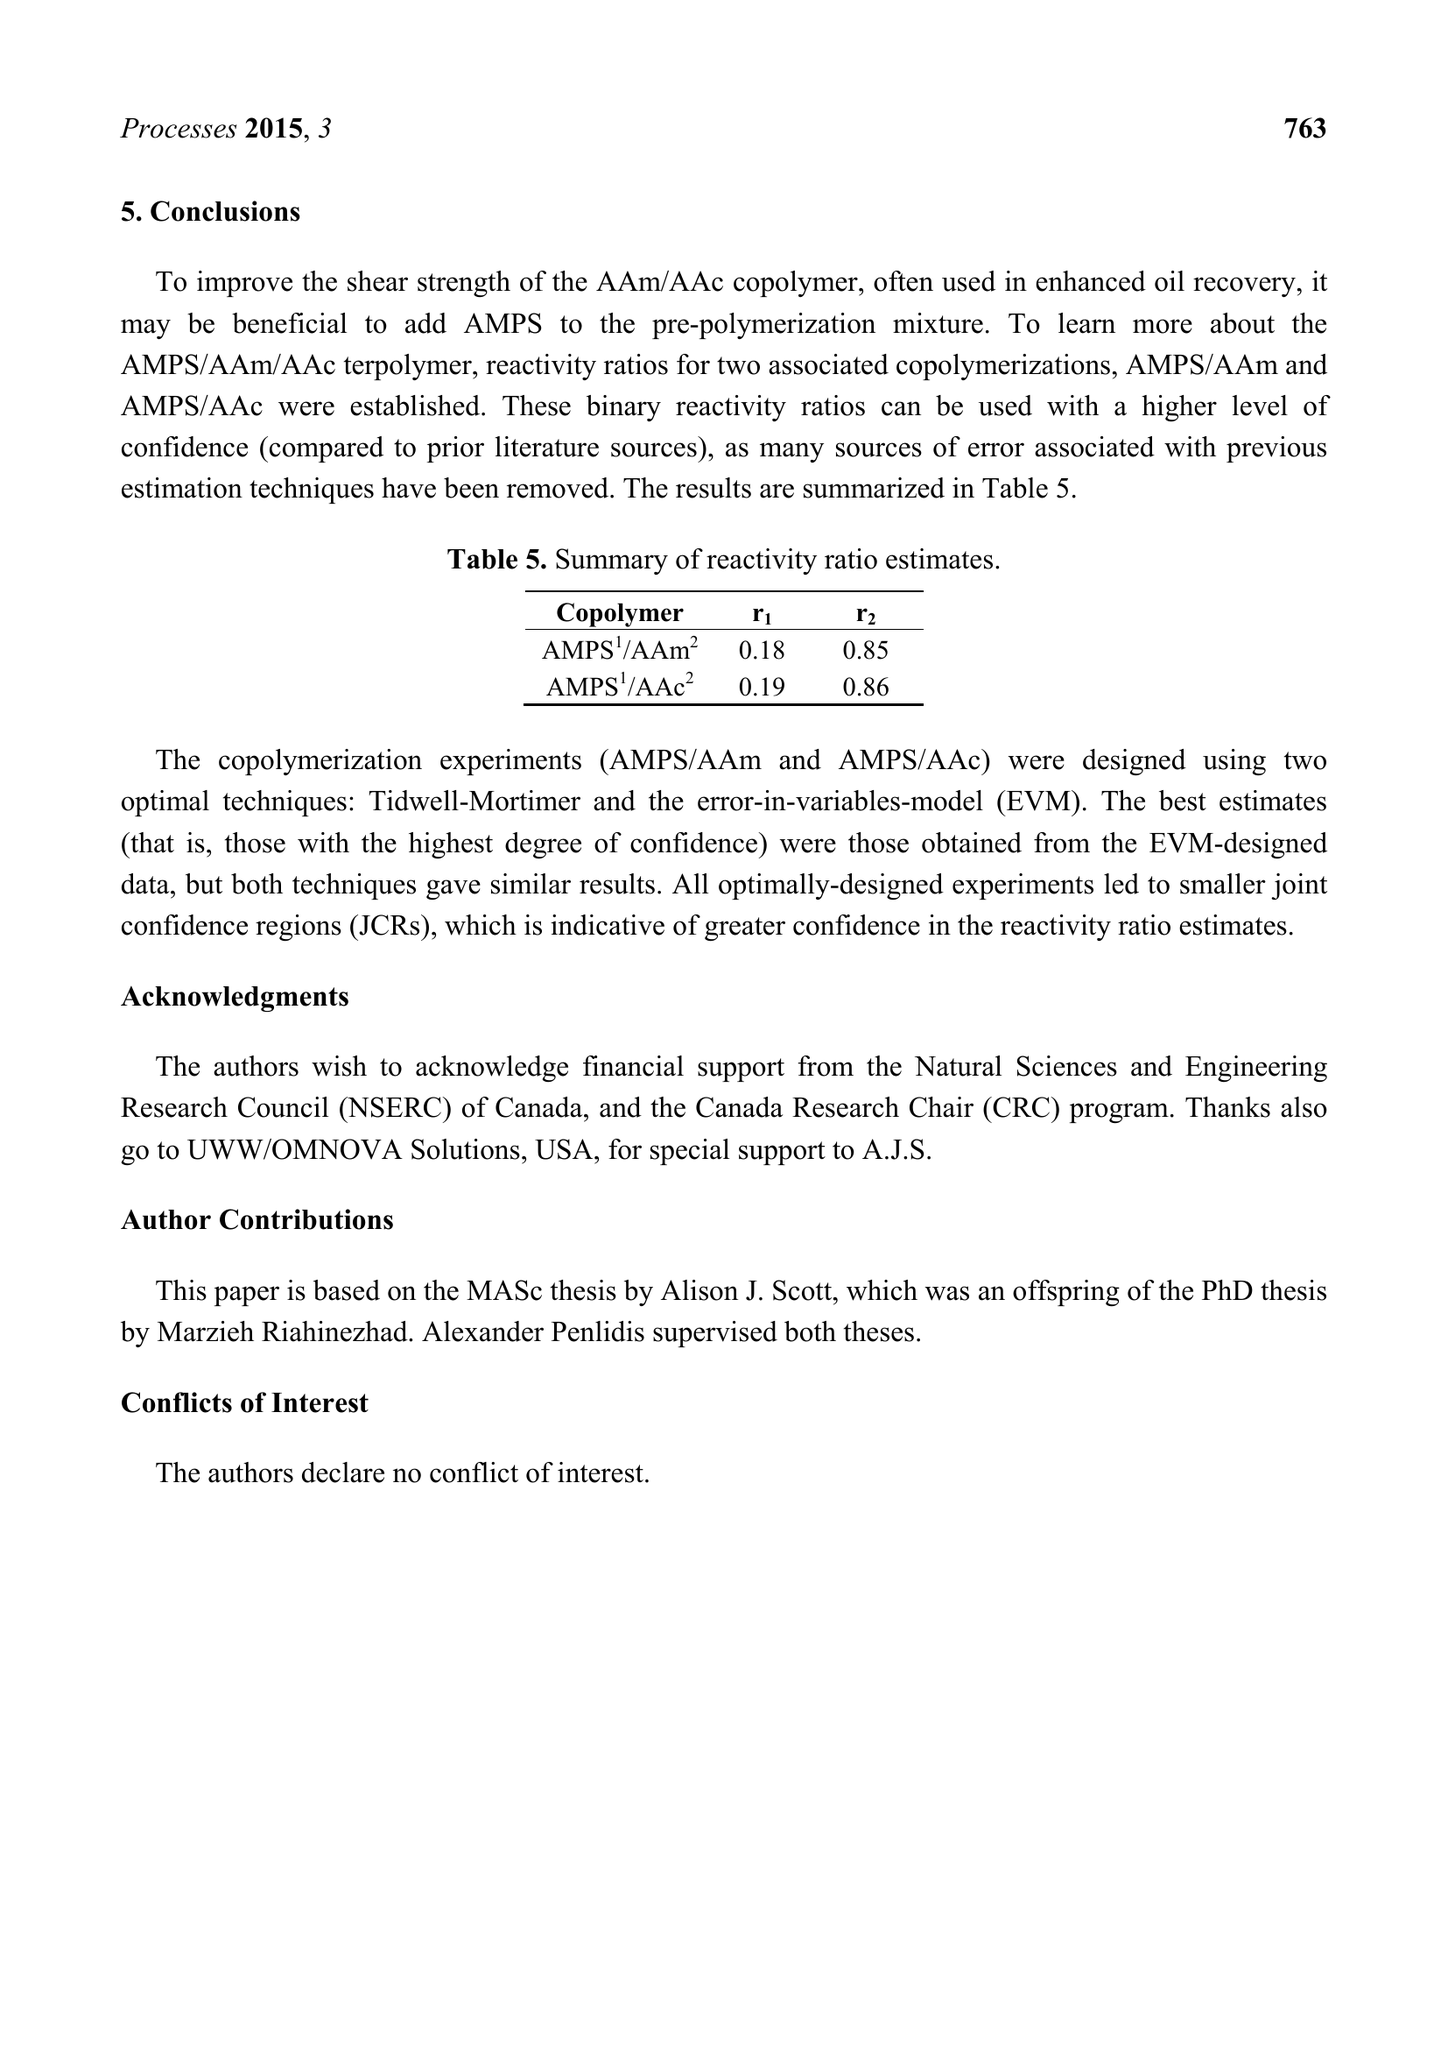 Processes 2015, 3 763
5. Conclusions
To improve the shear strength of the AAm/AAc copolymer, often used in enhanced oil recovery, it
may be beneficial to add AMPS to the pre-polymerization mixture. To learn more about the
AMPS/AAm/AAc terpolymer, reactivity ratios for two associated copolymerizations, AMPS/AAm and
AMPS/AAc were established. These binary reactivity ratios can be used with a higher level of
confidence (compared to prior literature sources), as many sources of error associated with previous
estimation techniques have been removed. The results are summarized in Table 5.
Table 5. Summary of reactivity ratio estimates.
Copolymer r₁ r₂
AMPS¹/AAm² 0.18 0.85
AMPS¹/AAc² 0.19 0.86
The copolymerization experiments (AMPS/AAm and AMPS/AAc) were designed using two
optimal techniques: Tidwell-Mortimer and the error-in-variables-model (EVM). The best estimates
(that is, those with the highest degree of confidence) were those obtained from the EVM-designed
data, but both techniques gave similar results. All optimally-designed experiments led to smaller joint
confidence regions (JCRs), which is indicative of greater confidence in the reactivity ratio estimates.
Acknowledgments
The authors wish to acknowledge financial support from the Natural Sciences and Engineering
Research Council (NSERC) of Canada, and the Canada Research Chair (CRC) program. Thanks also
go to UWW/OMNOVA Solutions, USA, for special support to A.J.S.
Author Contributions
This paper is based on the MASc thesis by Alison J. Scott, which was an offspring of the PhD thesis
by Marzieh Riahinezhad. Alexander Penlidis supervised both theses.
Conflicts of Interest
The authors declare no conflict of interest.